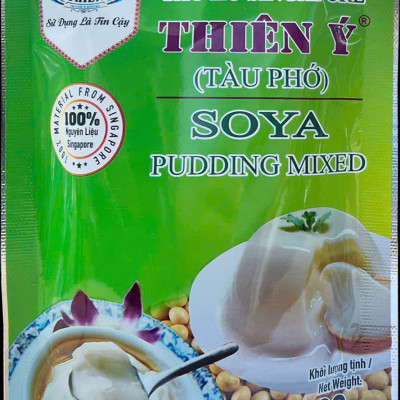 Sử Dụng Là Tin Cậy
THIÊN Ý®
(TÀU PHỚ)
SOYA
PUDDING MIXED
100% MATERIAL FROM SINGAPORE
100%
Nguyên Liệu
Singapore
Khối lượng tịnh /
Net Weight: